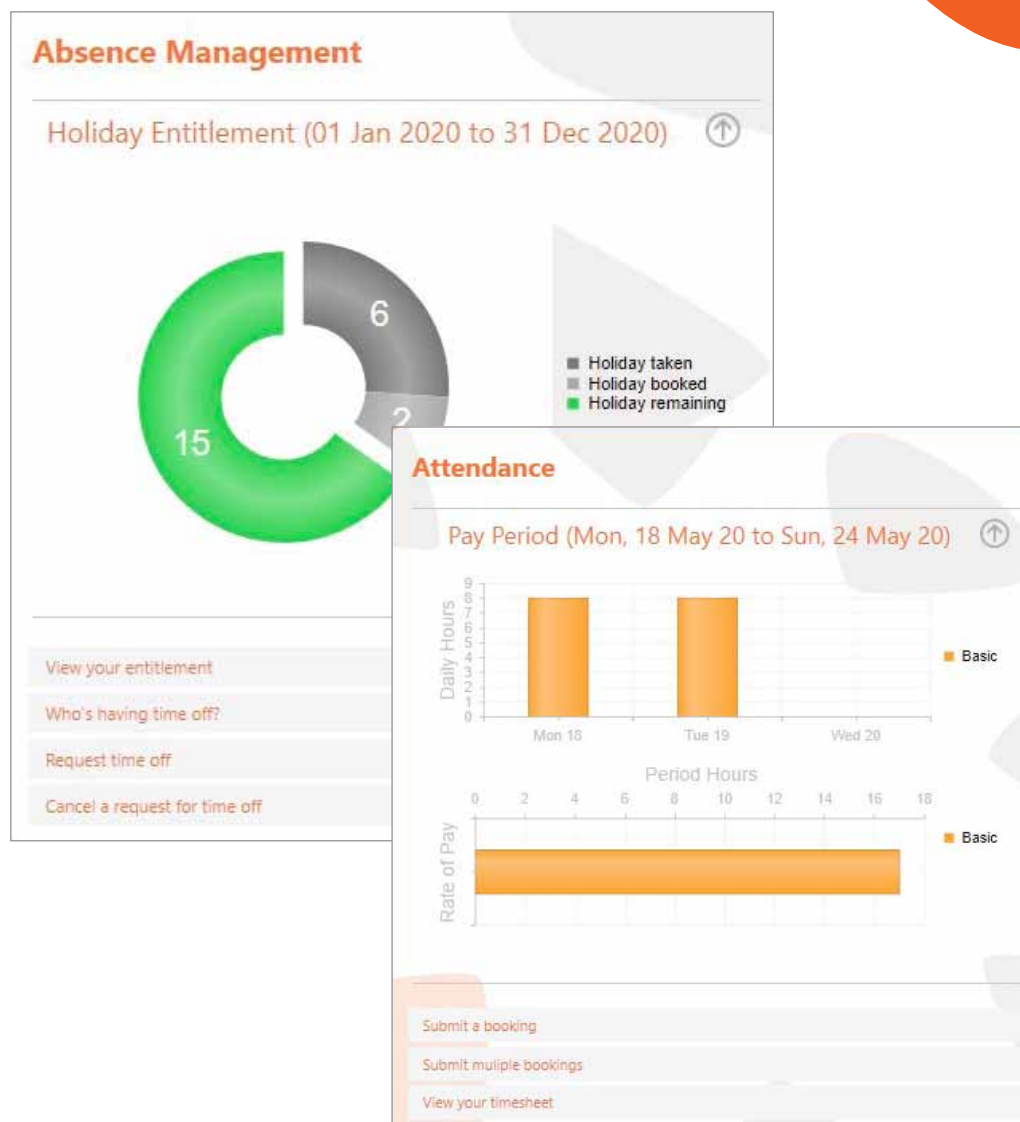 Absence Management
Holiday Entitlement (01 Jan 2020 to 31 Dec 2020)
6
2
15
Holiday taken
Holiday booked
Holiday remaining
View your entitlement
Who's having time off?
Request time off
Cancel a request for time off
Attendance
Pay Period (Mon, 18 May 20 to Sun, 24 May 20)
Daily Hours
9
8
7
6
5
4
3
2
1
0
Mon 18 Tue 19 Wed 20
Basic
Period Hours
0 2 4 6 8 10 12 14 16 18
Rate of Pay
Basic
Submit a booking
Submit muliple bookings
View your timesheet